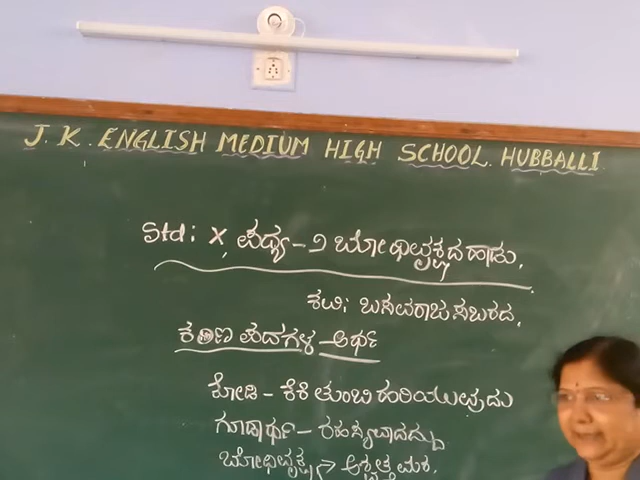 J. K. ENGLISH MEDIUM HIGH SCHOOL. HUBBALLI
Std: X, ಪದ್ಯ - ೨ ಬೋಧಿವೃಕ್ಷದ ಹಾಡು.
ಕವಿ: ಬಸವರಾಜ ಸಬರದ.
ಕಠಿಣ ಪದಗಳ - ಅರ್ಥ
ಕೋಡಿ - ಕೆರೆ ತುಂಬಿ ಹರಿಯುವುದು
ಗೂಡಾರ್ಥ - ರಹಸ್ಯವಾದದ್ದು
ಬೋಧಿವೃಕ್ಷ → ಅಶ್ವತ್ಥ ಮರ.